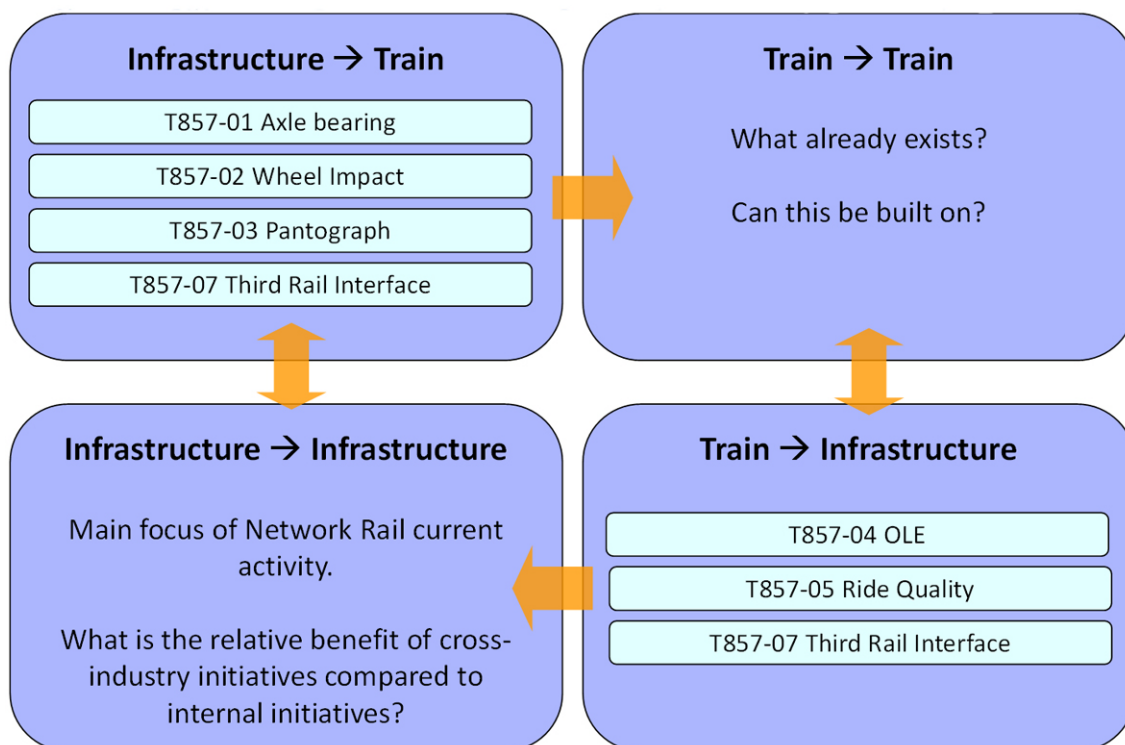 Infrastructure → Train
T857-01 Axle bearing
T857-02 Wheel Impact
T857-03 Pantograph
T857-07 Third Rail Interface
Train → Train
What already exists?
Can this be built on?
Infrastructure → Infrastructure
Main focus of Network Rail current
activity.
What is the relative benefit of cross-
industry initiatives compared to
internal initiatives?
Train → Infrastructure
T857-04 OLE
T857-05 Ride Quality
T857-07 Third Rail Interface